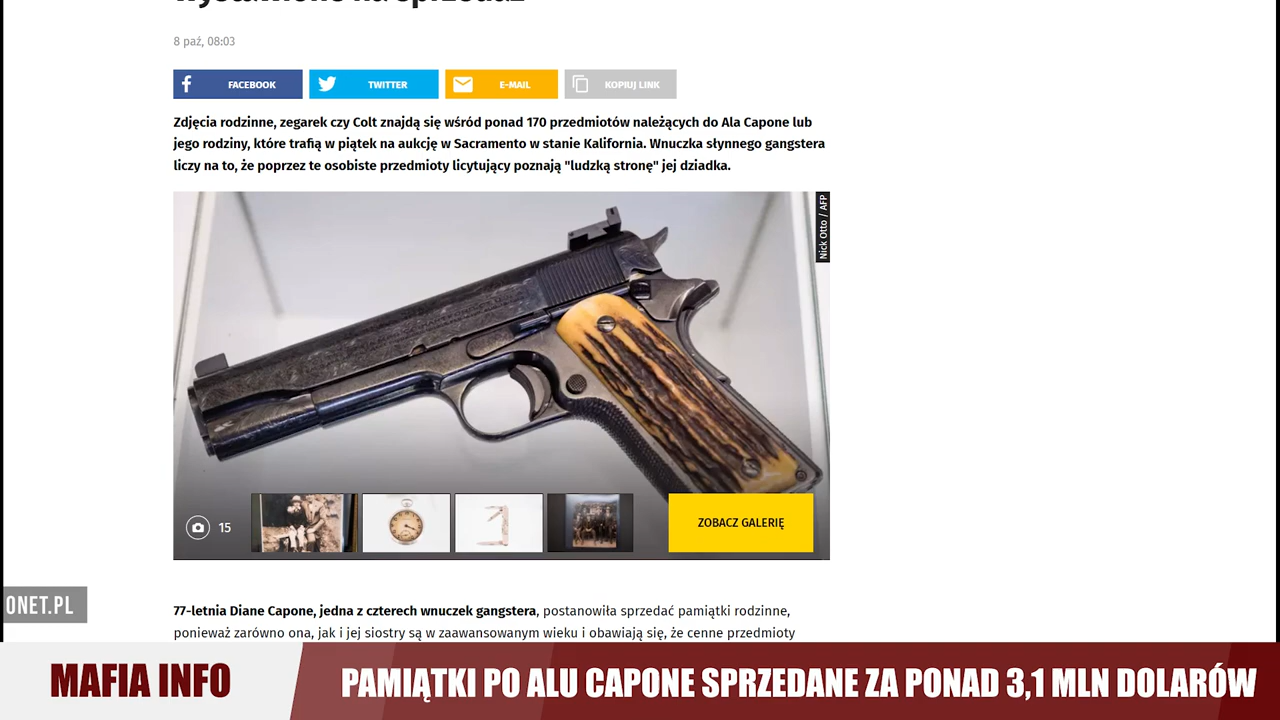 wystawione na sprzedaż
8 paź, 08:03
FACEBOOK
TWITTER
E-MAIL
KOPIUJ LINK
Zdjęcia rodzinne, zegarek czy Colt znajdą się wśród ponad 170 przedmiotów należących do Ala Capone lub
jego rodziny, które trafią w piątek na aukcję w Sacramento w stanie Kalifornia. Wnuczka słynnego gangstera
liczy na to, że poprzez te osobiste przedmioty licytujący poznają "ludzką stronę" jej dziadka.
Nick Otto / AFP
15
ZOBACZ GALERIĘ
77-letnia Diane Capone, jedna z czterech wnuczek gangstera, postanowiła sprzedać pamiątki rodzinne,
ponieważ zarówno ona, jak i jej siostry są w zaawansowanym wieku i obawiają się, że cenne przedmioty
ONET.PL
MAFIA INFO
PAMIĄTKI PO ALU CAPONE SPRZEDANE ZA PONAD 3,1 MLN DOLARÓW